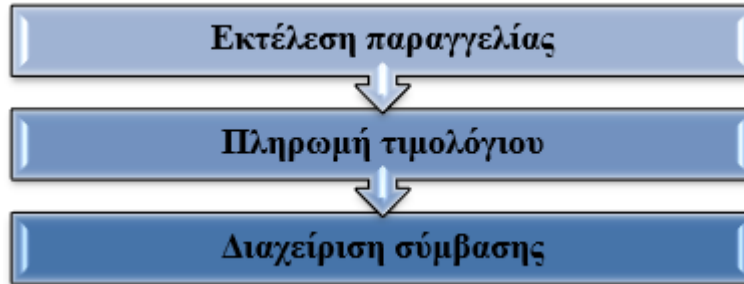 Εκτέλεση παραγγελίας
Πληρωμή τιμολόγιου
Διαχείριση σύμβασης